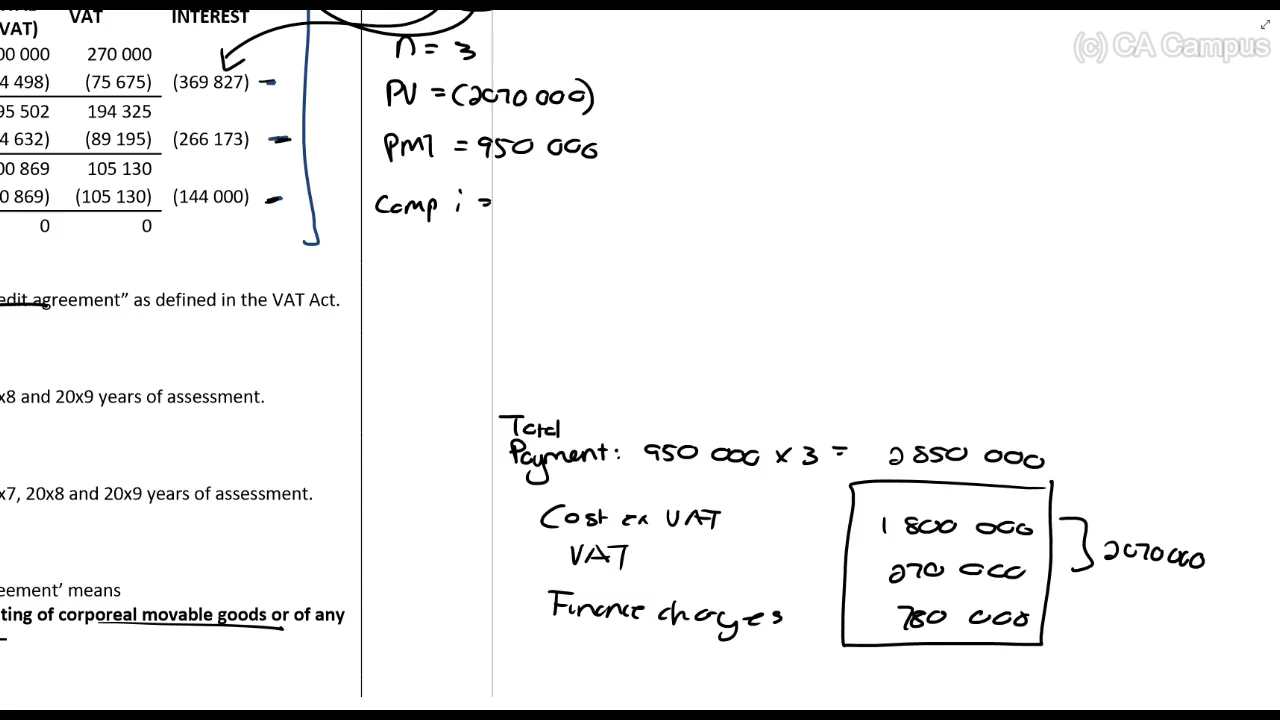 VAT INTEREST
VAT)
00 000 270 000
4 498) (75 675) (369 827)
95 502 194 325
4 632) (89 195) (266 173)
00 869 105 130
0 869) (105 130) (144 000)
0 0
edit agreement” as defined in the VAT Act.
x8 and 20x9 years of assessment.
x7, 20x8 and 20x9 years of assessment.
eement’ means
ting of corporeal movable goods or of any
(c) CA Campus
n = 3
PV = (2070 000)
PMT = 950 000
Comp i =
Total
Payment: 950 000 x 3 = 2 850 000
Cost ex VAT 1 800 000
VAT 270 000
2070000
Finance charges 780 000